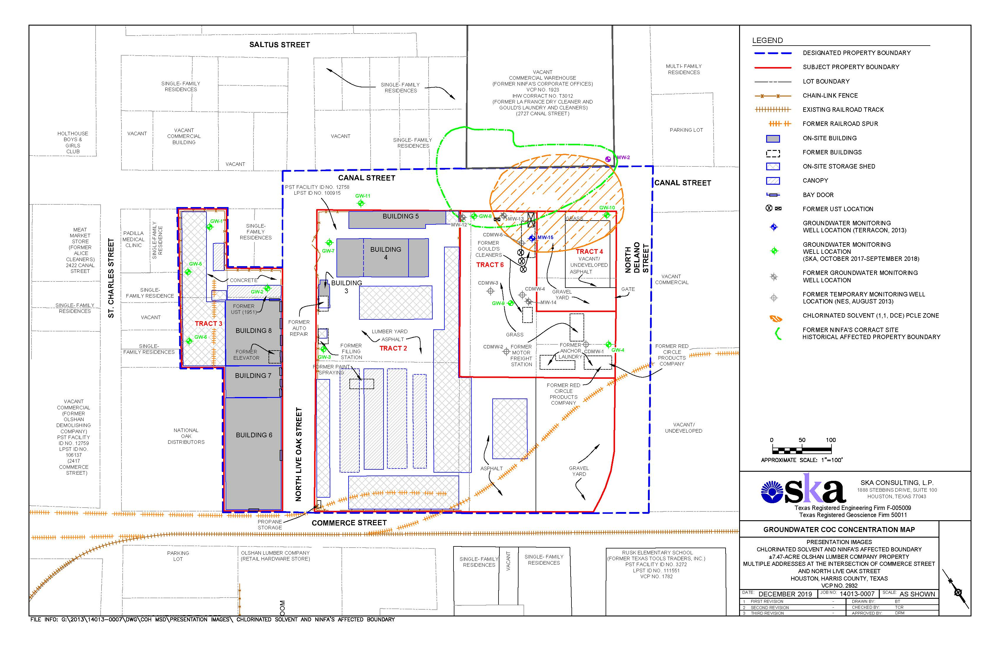 SALTUS STREET
SINGLE- FAMILY
RESIDENCES
SINGLE- FAMILY
RESIDENCES
VACANT
COMMERCIAL WAREHOUSE
(FORMER NINFA'S CORPORATE OFFICES)
VCP NO. 1923
IHW CORRACT NO. T3012
(FORMER LA FRANCE DRY CLEANER AND
GOULD'S LAUNDRY AND CLEANERS)
(2727 CANAL STREET)
MULTI- FAMILY
RESIDENCES
PARKING LOT
HOLTHOUSE
BOYS &
GIRLS
CLUB
VACANT
VACANT
COMMERCIAL
BUILDING
VACANT
VACANT
SINGLE- FAMILY
RESIDENCES
MW-2
CANAL STREET
CANAL STREET
PST FACILITY ID NO. 12758
LPST ID NO. 100915
GW-11
GW-10
GW-1
GW-8
MW-13
MW-12
GRASS
BUILDING 5
MEAT
MARKET
STORE
(FORMER
ALICE
CLEANERS)
2422 CANAL
STREET
PADILLA
MEDICAL
CLINIC
SINGLE-FAMILY
RESIDENCE
SINGLE-
FAMILY
RESIDENCES
ST. CHARLES STREET
GW-5
GW-7
BUILDING
4
CDMW-5
MW-15
FORMER
GOULD'S
CLEANERS
TRACT 6
TRACT 4
VACANT/
UNDEVELOPED
ASPHALT
NORTH
DELANO
STREET
CONCRETE
GW-2
BUILDING
3
CDMW-3
CDMW-4
GW-9
MW-14
GRAVEL
YARD
GATE
VACANT
COMMERCIAL
SINGLE-
FAMILY RESIDENCE
SINGLE- FAMILY
RESIDENCES
VACANT
FORMER
UST (1951)
TRACT 3
BUILDING 8
GW-6
FORMER
AUTO
REPAIR
LUMBER YARD
ASPHALT
TRACT 2
GRASS
SINGLE-
FAMILY RESIDENCES
FORMER
ELEVATOR
GW-3
FORMER
FILLING
STATION
CDMW-2
FORMER
MOTOR
FREIGHT
STATION
FORMER
ANCHOR
LAUNDRY
CDMW-1
GW-4
FORMER RED
CIRCLE
PRODUCTS
COMPANY
FORMER PAINT
SPRAYING
BUILDING 7
FORMER RED
CIRCLE
PRODUCTS
COMPANY
VACANT
COMMERCIAL
(FORMER
OLSHAN
DEMOLISHING
COMPANY)
PST FACILITY
ID NO. 12759
LPST ID NO.
106137
(2417
COMMERCE
STREET)
NATIONAL
OAK
DISTRIBUTORS
BUILDING 6
NORTH LIVE OAK STREET
VACANT/
UNDEVELOPED
ASPHALT
GRAVEL
YARD
PROPANE
STORAGE
COMMERCE STREET
PARKING
LOT
OLSHAN LUMBER COMPANY
(RETAIL HARDWARE STORE)
SINGLE- FAMILY
RESIDENCES
VACANT
SINGLE- FAMILY
RESIDENCES
RUSK ELEMENTARY SCHOOL
(FORMER TEXAS TOOLS TRADERS, INC.)
PST FACILITY ID NO. 3272
LPST ID NO. 111551
VCP NO. 1782
OOM
FILE INFO: G:\2013\14013-0007\DWG\COH MSD\PRESENTATION IMAGES\ CHLORINATED SOLVENT AND NINFA'S AFFECTED BOUNDARY
LEGEND
DESIGNATED PROPERTY BOUNDARY
SUBJECT PROPERTY BOUNDARY
LOT BOUNDARY
CHAIN-LINK FENCE
EXISTING RAILROAD TRACK
FORMER RAILROAD SPUR
ON-SITE BUILDING
FORMER BUILDINGS
ON-SITE STORAGE SHED
CANOPY
BAY DOOR
FORMER UST LOCATION
GROUNDWATER MONITORING
WELL LOCATION (TERRACON, 2013)
GROUNDWATER MONITORING
WELL LOCATION
(SKA, OCTOBER 2017-SEPTEMBER 2018)
FORMER GROUNDWATER MONITORING
WELL LOCATION
FORMER TEMPORARY MONITORING WELL
LOCATION (NES, AUGUST 2013)
CHLORINATED SOLVENT (1,1, DCE) PCLE ZONE
FORMER NINFA'S CORRACT SITE
HISTORICAL AFFECTED PROPERTY BOUNDARY
0 50 100
APPROXIMATE SCALE: 1"=100'
ska
SKA CONSULTING, L.P.
1888 STEBBINS DRIVE, SUITE 100
HOUSTON, TEXAS 77043
Texas Registered Engineering Firm F-005009
Texas Registered Geoscience Firm 50011
GROUNDWATER COC CONCENTRATION MAP
PRESENTATION IMAGES
CHLORINATED SOLVENT AND NINFA'S AFFECTED BOUNDARY
±7.47-ACRE OLSHAN LUMBER COMPANY PROPERTY
MULTIPLE ADDRESSES AT THE INTERSECTION OF COMMERCE STREET
AND NORTH LIVE OAK STREET
HOUSTON, HARRIS COUNTY, TEXAS
VCP NO. 2932
DATE: DECEMBER 2019 JOB NO: 14013-0007 SCALE: AS SHOWN
1 FIRST REVISION - DRAWN BY: BT
2 SECOND REVISION - CHECKED BY: TCR
3 THIRD REVISION - APPROVED BY: DRM